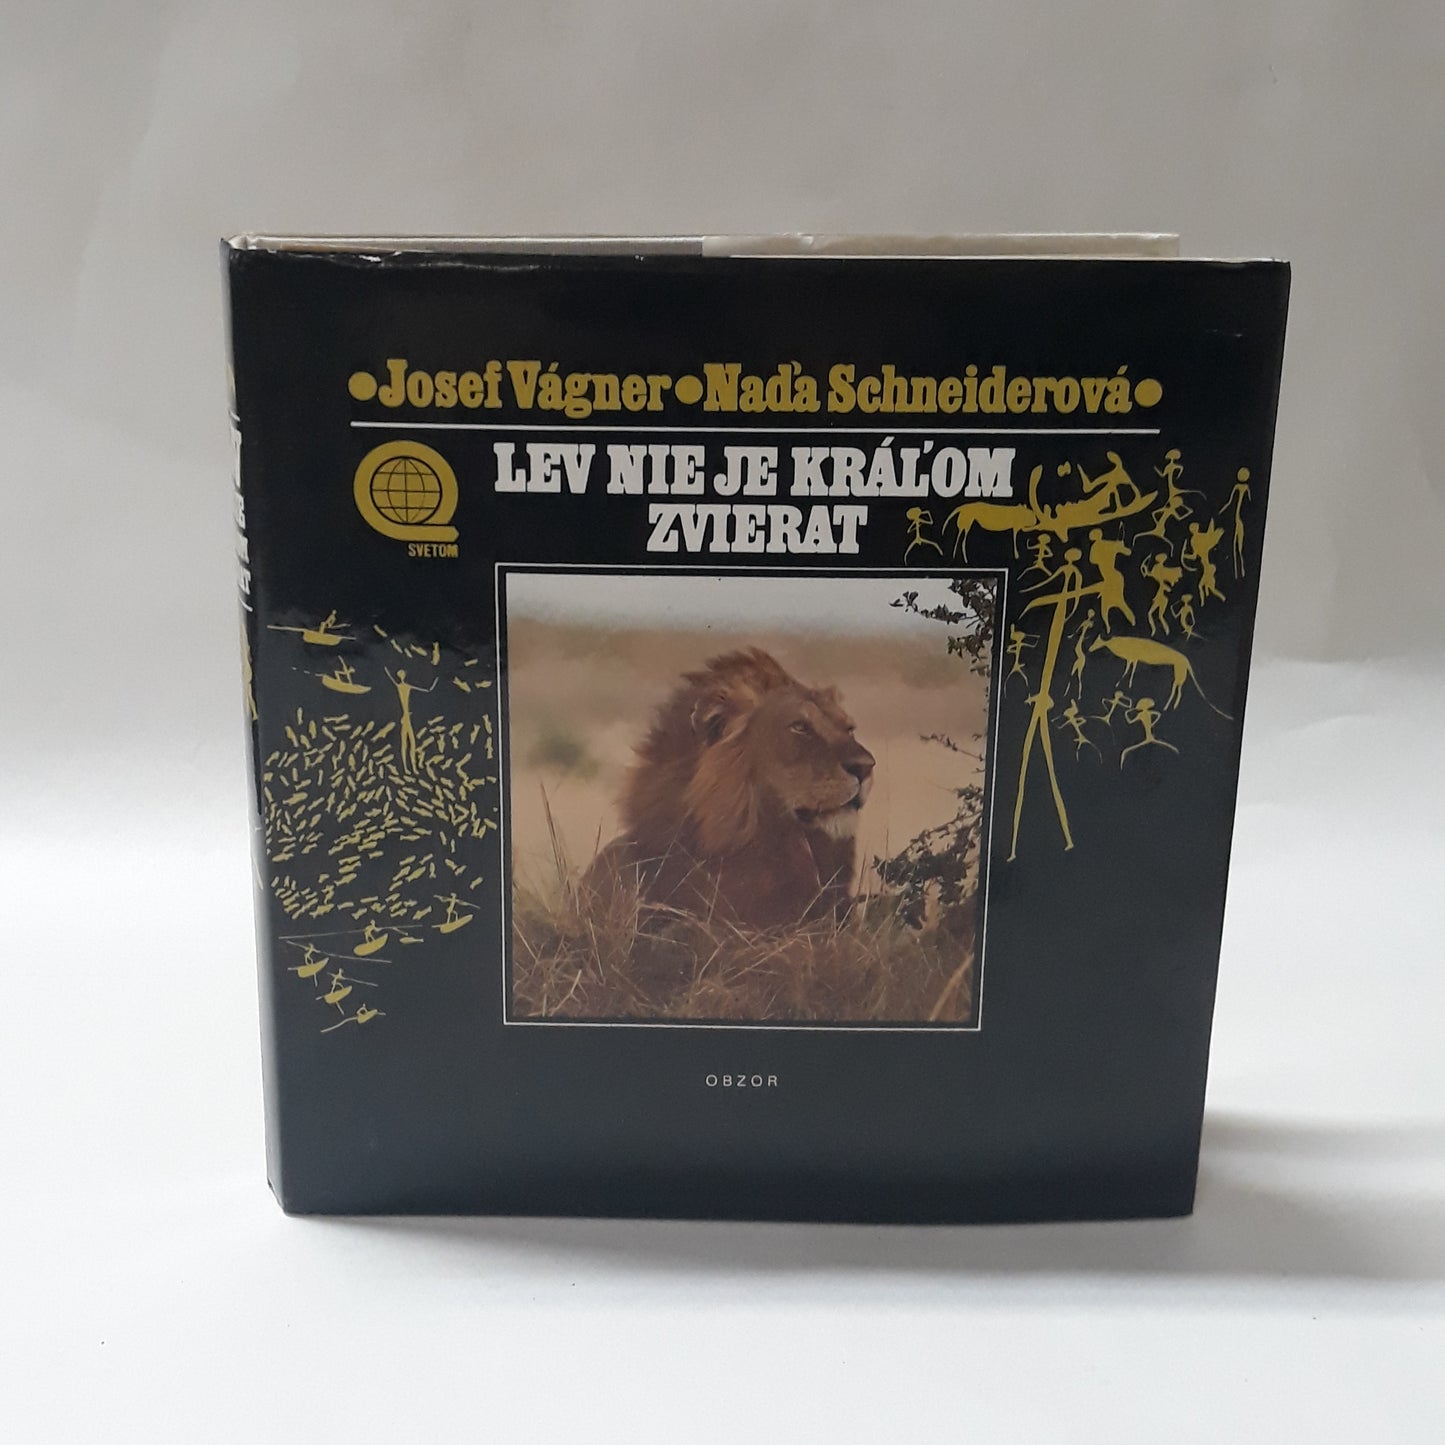 •Josef Vágner•Naďa Schneiderová•
LEV NIE JE KRÁĽOM
ZVIERAT
SVETOM
OBZOR